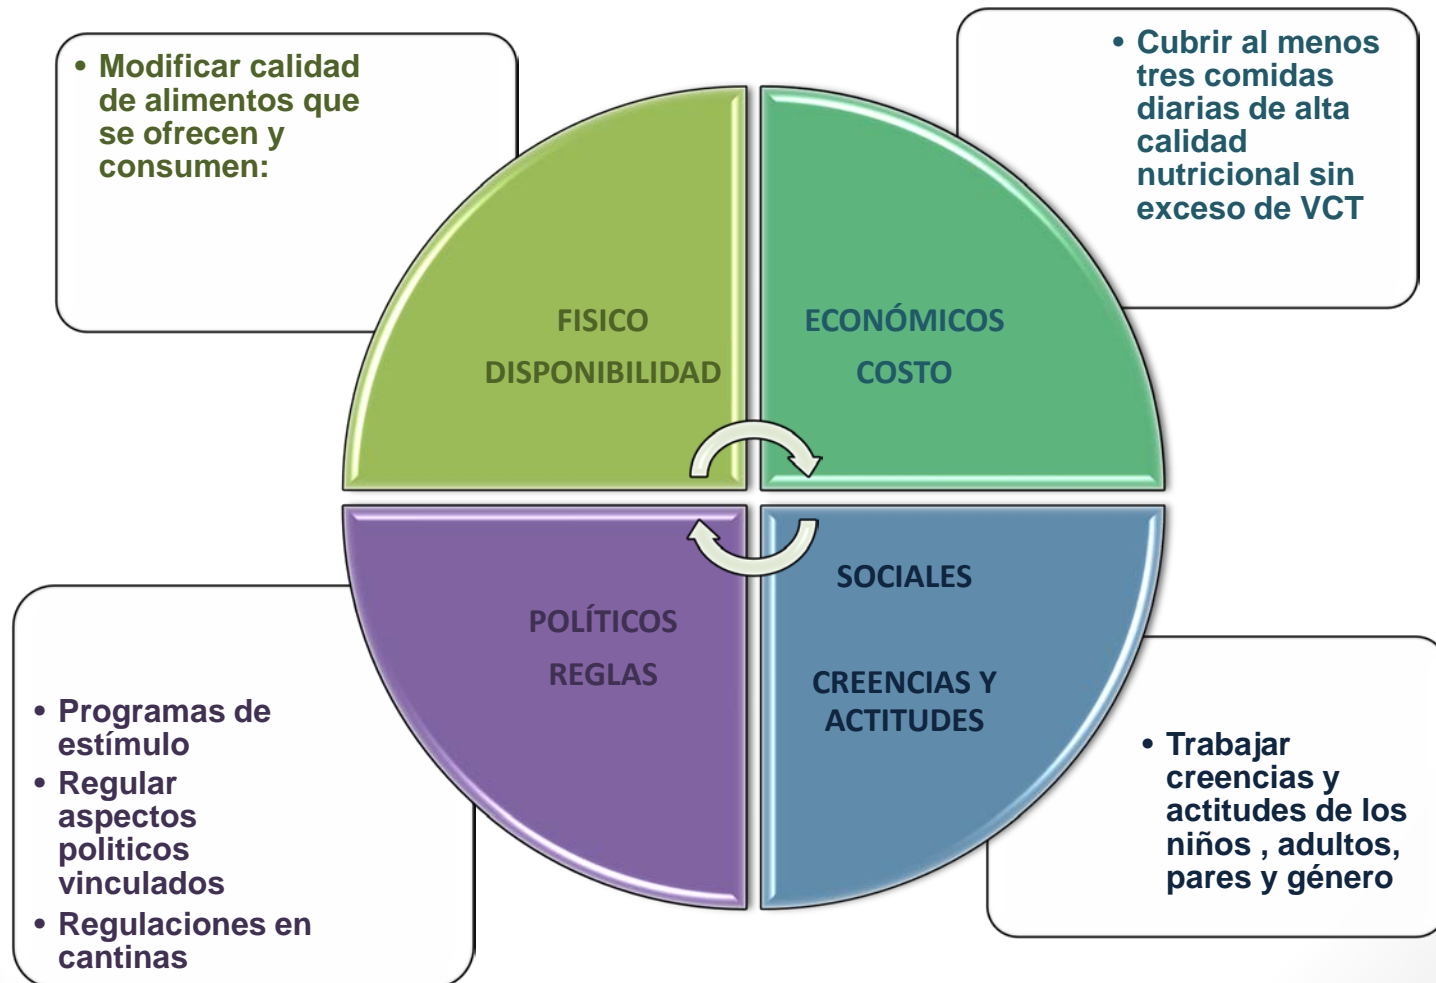 • Modificar calidad
de alimentos que
se ofrecen y
consumen:
• Cubrir al menos
tres comidas
diarias de alta
calidad
nutricional sin
exceso de VCT
FISICO
DISPONIBILIDAD
ECONÓMICOS
COSTO
POLÍTICOS
REGLAS
SOCIALES
CREENCIAS Y
ACTITUDES
• Programas de
estímulo
• Regular
aspectos
politicos
vinculados
• Regulaciones en
cantinas
• Trabajar
creencias y
actitudes de los
niños , adultos,
pares y género